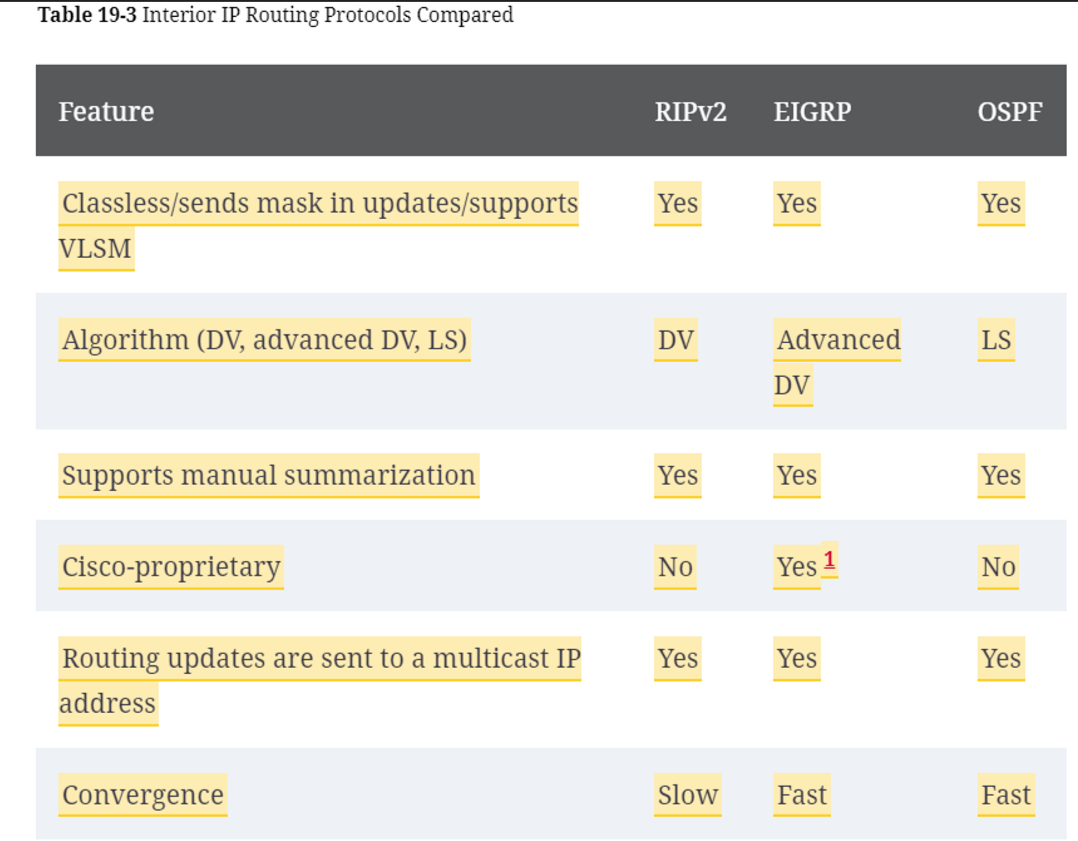 Table 19-3 Interior IP Routing Protocols Compared
Feature RIPv2 EIGRP OSPF
Classless/sends mask in updates/supports Yes Yes Yes
VLSM
Algorithm (DV, advanced DV, LS) DV Advanced LS
DV
Supports manual summarization Yes Yes Yes
Cisco-proprietary No Yes 1 No
Routing updates are sent to a multicast IP Yes Yes Yes
address
Convergence Slow Fast Fast